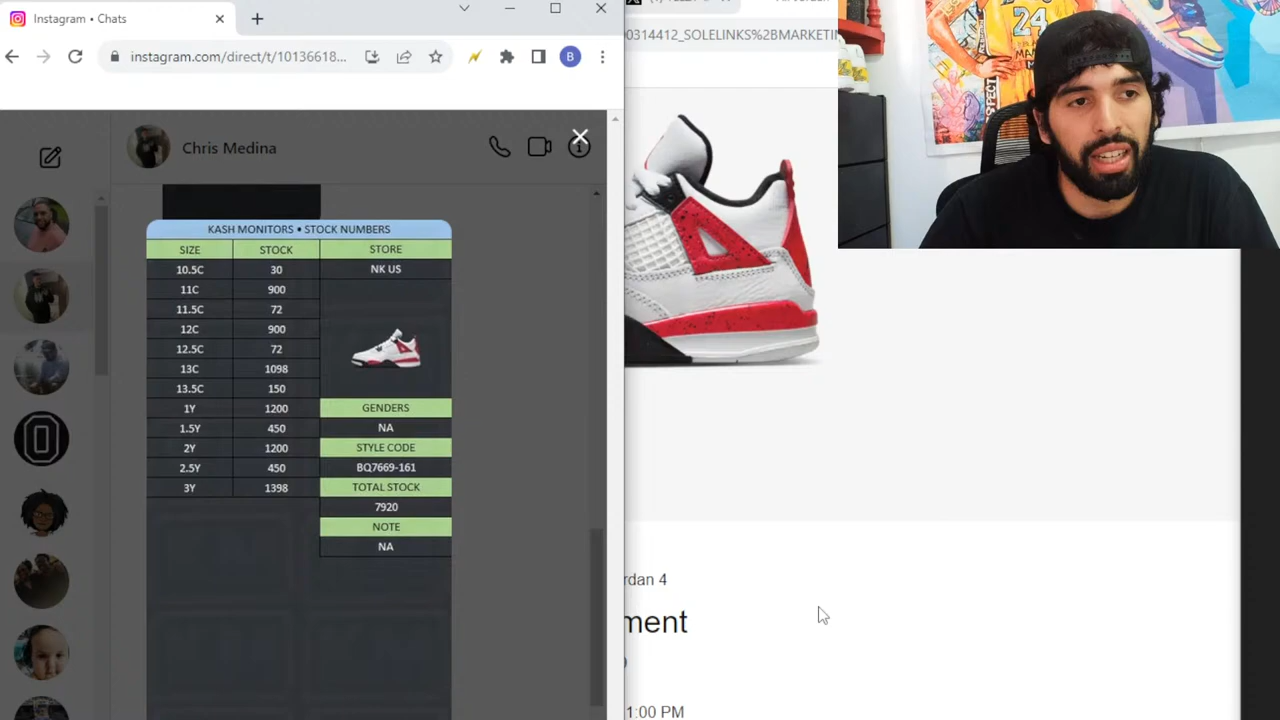 Instagram • Chats
instagram.com/direct/t/10136618...
B
00314412_SOLELINKS%2BMARKETIN
Chris Medina
KASH MONITORS • STOCK NUMBERS
SIZE STOCK STORE
10.5C 30 NK US
11C 900
11.5C 72
12C 900
12.5C 72
13C 1098
13.5C 150
1Y 1200 GENDERS
1.5Y 450 NA
2Y 1200 STYLE CODE
2.5Y 450 BQ7669-161
3Y 1398 TOTAL STOCK
7920
NOTE
NA
rdan 4
ment
1:00 PM
24